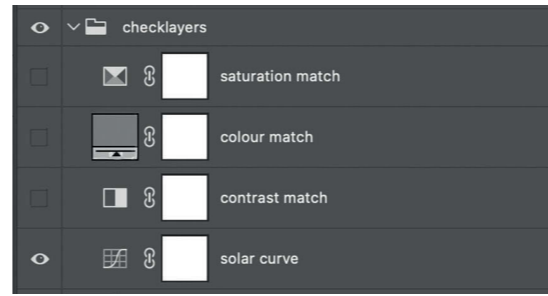 checklayers
saturation match
colour match
contrast match
solar curve